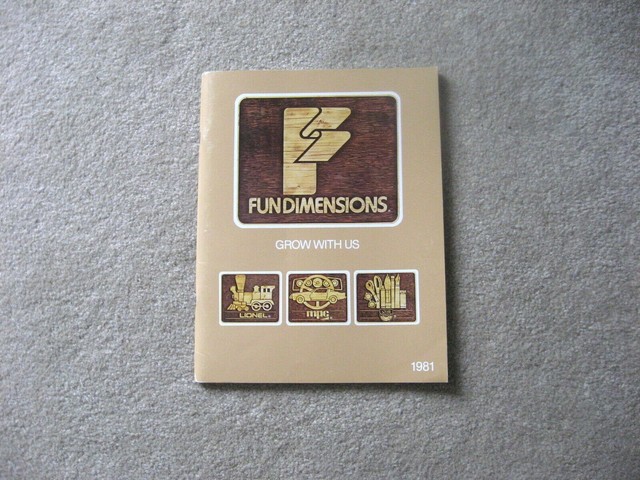 FUNDIMENSIONS
GROW WITH US
LIONEL
mpc
1981